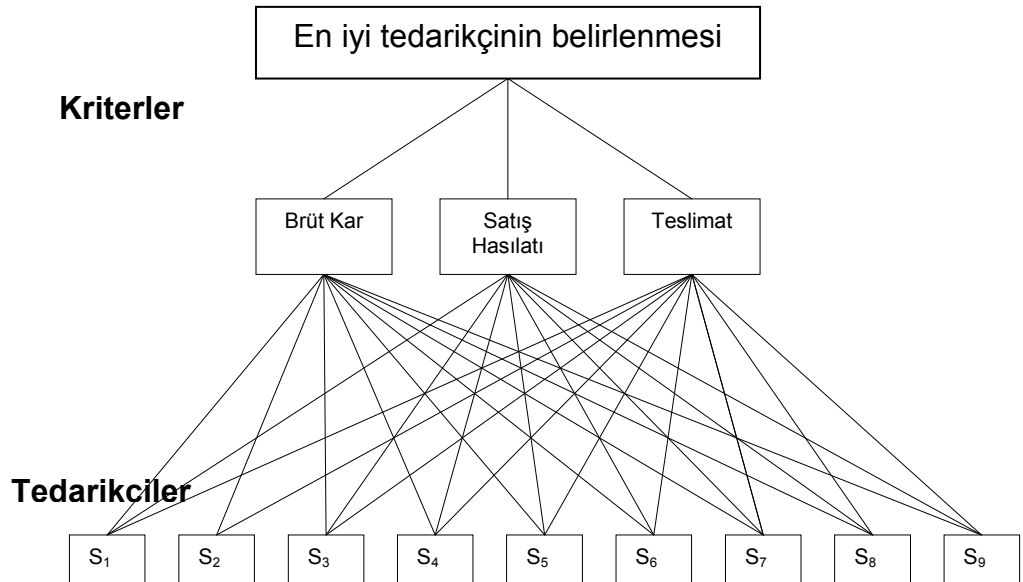 En iyi tedarikçinin belirlenmesi
Kriterler
Brüt Kar
Satış
Hasılatı
Teslimat
Tedarikciler
S₁ S₂ S₃ S₄ S₅ S₆ S₇ S₈ S₉